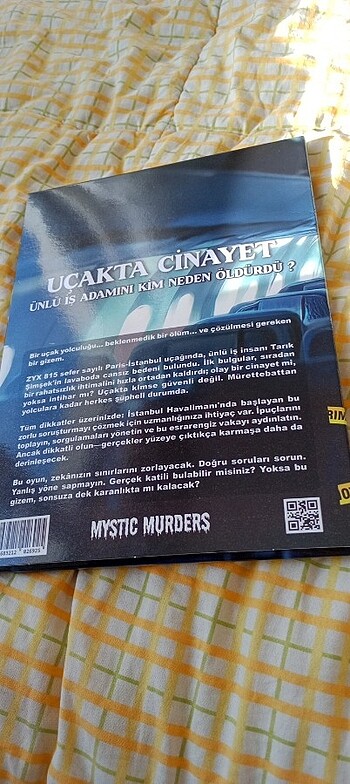 UÇAKTA CİNAYET
ÜNLÜ İŞ ADAMINI KİM NEDEN ÖLDÜRDÜ ?
Bir uçak yolculuğu... beklenmedik bir ölüm... ve çözülmesi gereken
bir gizem.
ZYX 815 sefer sayılı Paris-İstanbul uçağında, ünlü iş insanı Tarık
Şimşek'in lavaboda cansız bedeni bulundu. İlk bulgular, sıradan
bir rahatsızlık ihtimalini hızla ortadan kaldırdı; olay bir cinayet mi,
yoksa intihar mı? Uçakta kimse güvenli değil. Mürettebattan
yolculara kadar herkes şüpheli durumda.
Tüm dikkatler üzerinizde: İstanbul Havalimanı'nda başlayan bu
zorlu soruşturmayı çözmek için uzmanlığınıza ihtiyaç var. İpuçlarını
toplayın, sorgulamaları yönetin ve bu esrarengiz vakayı aydınlatın.
Ancak dikkatli olun—gerçekler yüzeye çıktıkça karmaşa daha da
derinleşecek.
Bu oyun, zekânızın sınırlarını zorlayacak. Doğru soruları sorun.
Yanlış yöne sapmayın. Gerçek katili bulabilir misiniz? Yoksa bu
gizem, sonsuza dek karanlıkta mı kalacak?
MYSTIC MURDERS